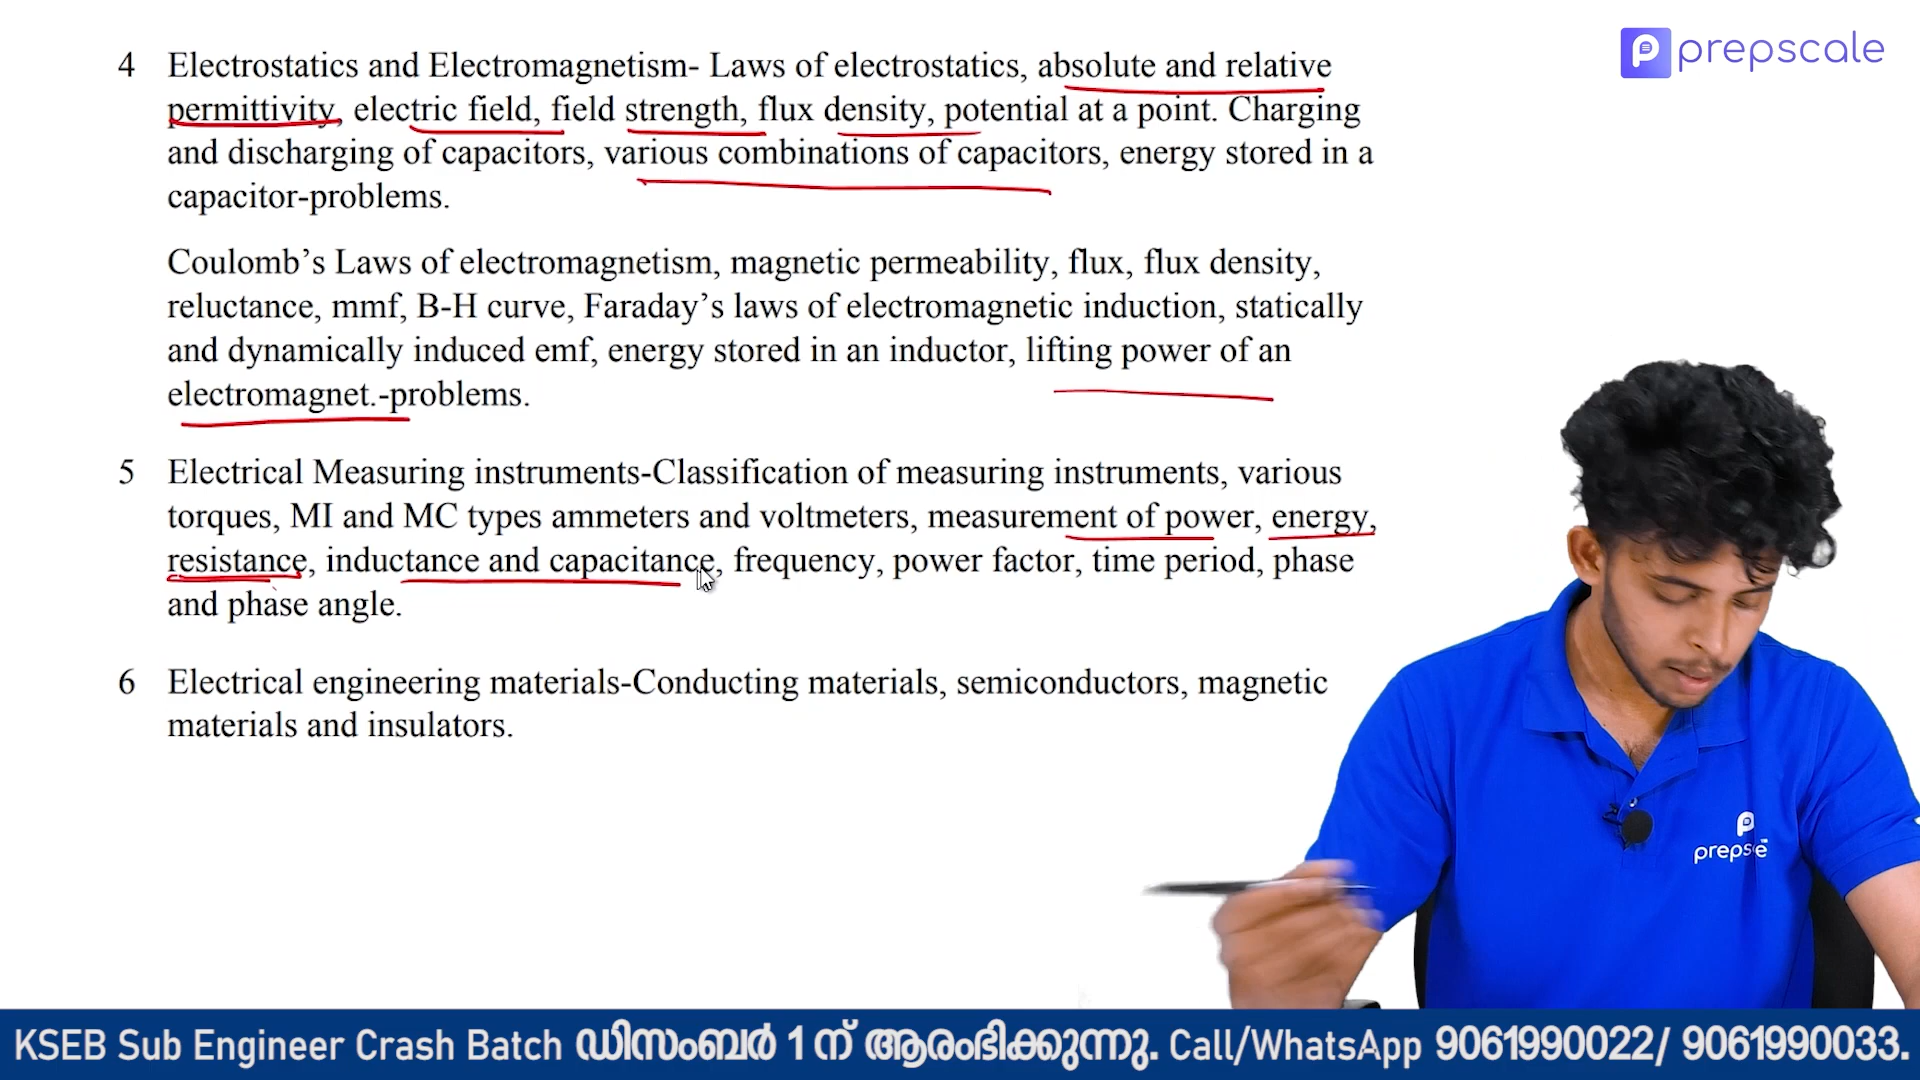 prepscale
4 Electrostatics and Electromagnetism- Laws of electrostatics, absolute and relative
permittivity, electric field, field strength, flux density, potential at a point. Charging
and discharging of capacitors, various combinations of capacitors, energy stored in a
capacitor-problems.
Coulomb’s Laws of electromagnetism, magnetic permeability, flux, flux density,
reluctance, mmf, B-H curve, Faraday’s laws of electromagnetic induction, statically
and dynamically induced emf, energy stored in an inductor, lifting power of an
electromagnet.-problems.
5 Electrical Measuring instruments-Classification of measuring instruments, various
torques, MI and MC types ammeters and voltmeters, measurement of power, energy,
resistance, inductance and capacitance, frequency, power factor, time period, phase
and phase angle.
6 Electrical engineering materials-Conducting materials, semiconductors, magnetic
materials and insulators.
KSEB Sub Engineer Crash Batch ഡിസംബർ 1 ന് ആരംഭിക്കുന്നു. Call/WhatsApp 9061990022/ 9061990033.